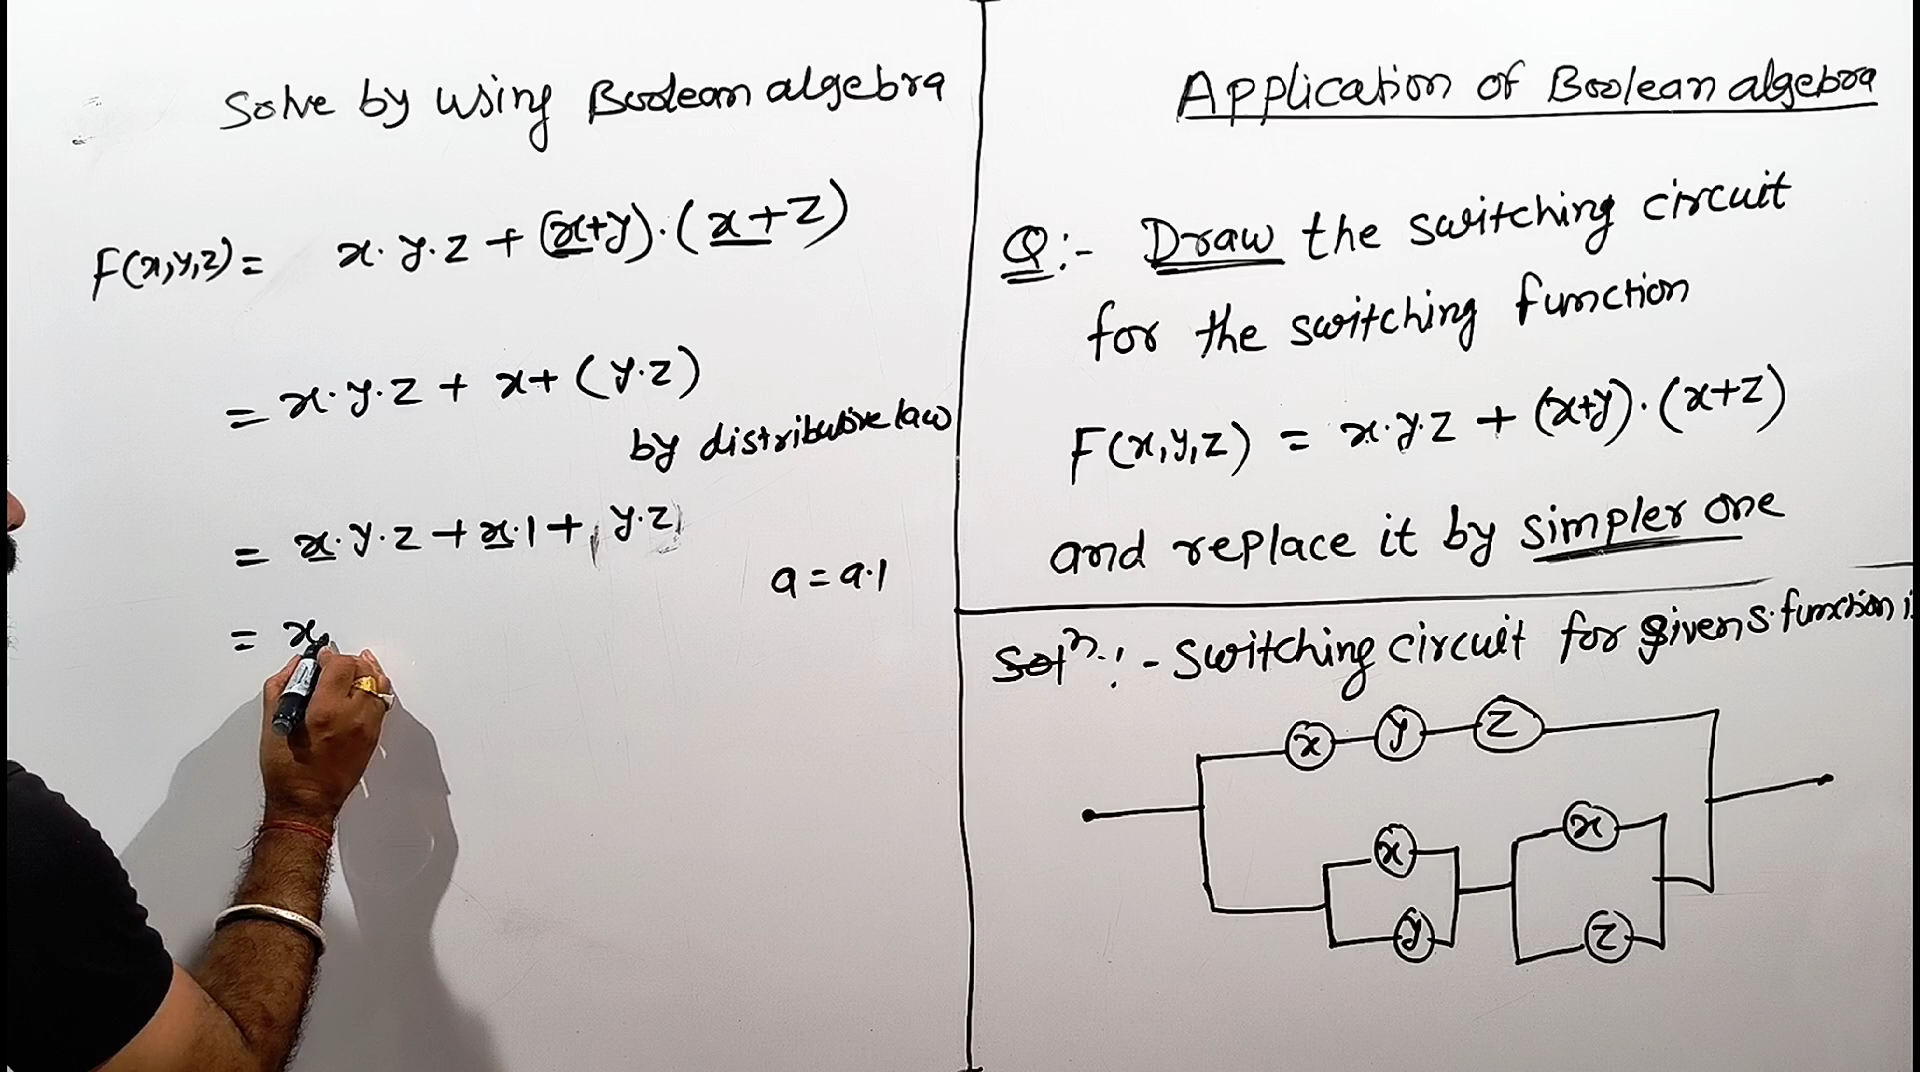 Solve by using Boolean algebra
F(x,y,z) = x·y·z + (x+y)·(x+z)
= x·y·z + x + (y·z)
by distributive law
= x·y·z + x·1 + y·z
a = a·1
= x
Application of Boolean algebra
Q:- Draw the switching circuit
for the switching function
F(x,y,z) = x·y·z + (x+y)·(x+z)
and replace it by simpler one
Solⁿ:- Switching circuit for given s. function i
x y z
x x
y z